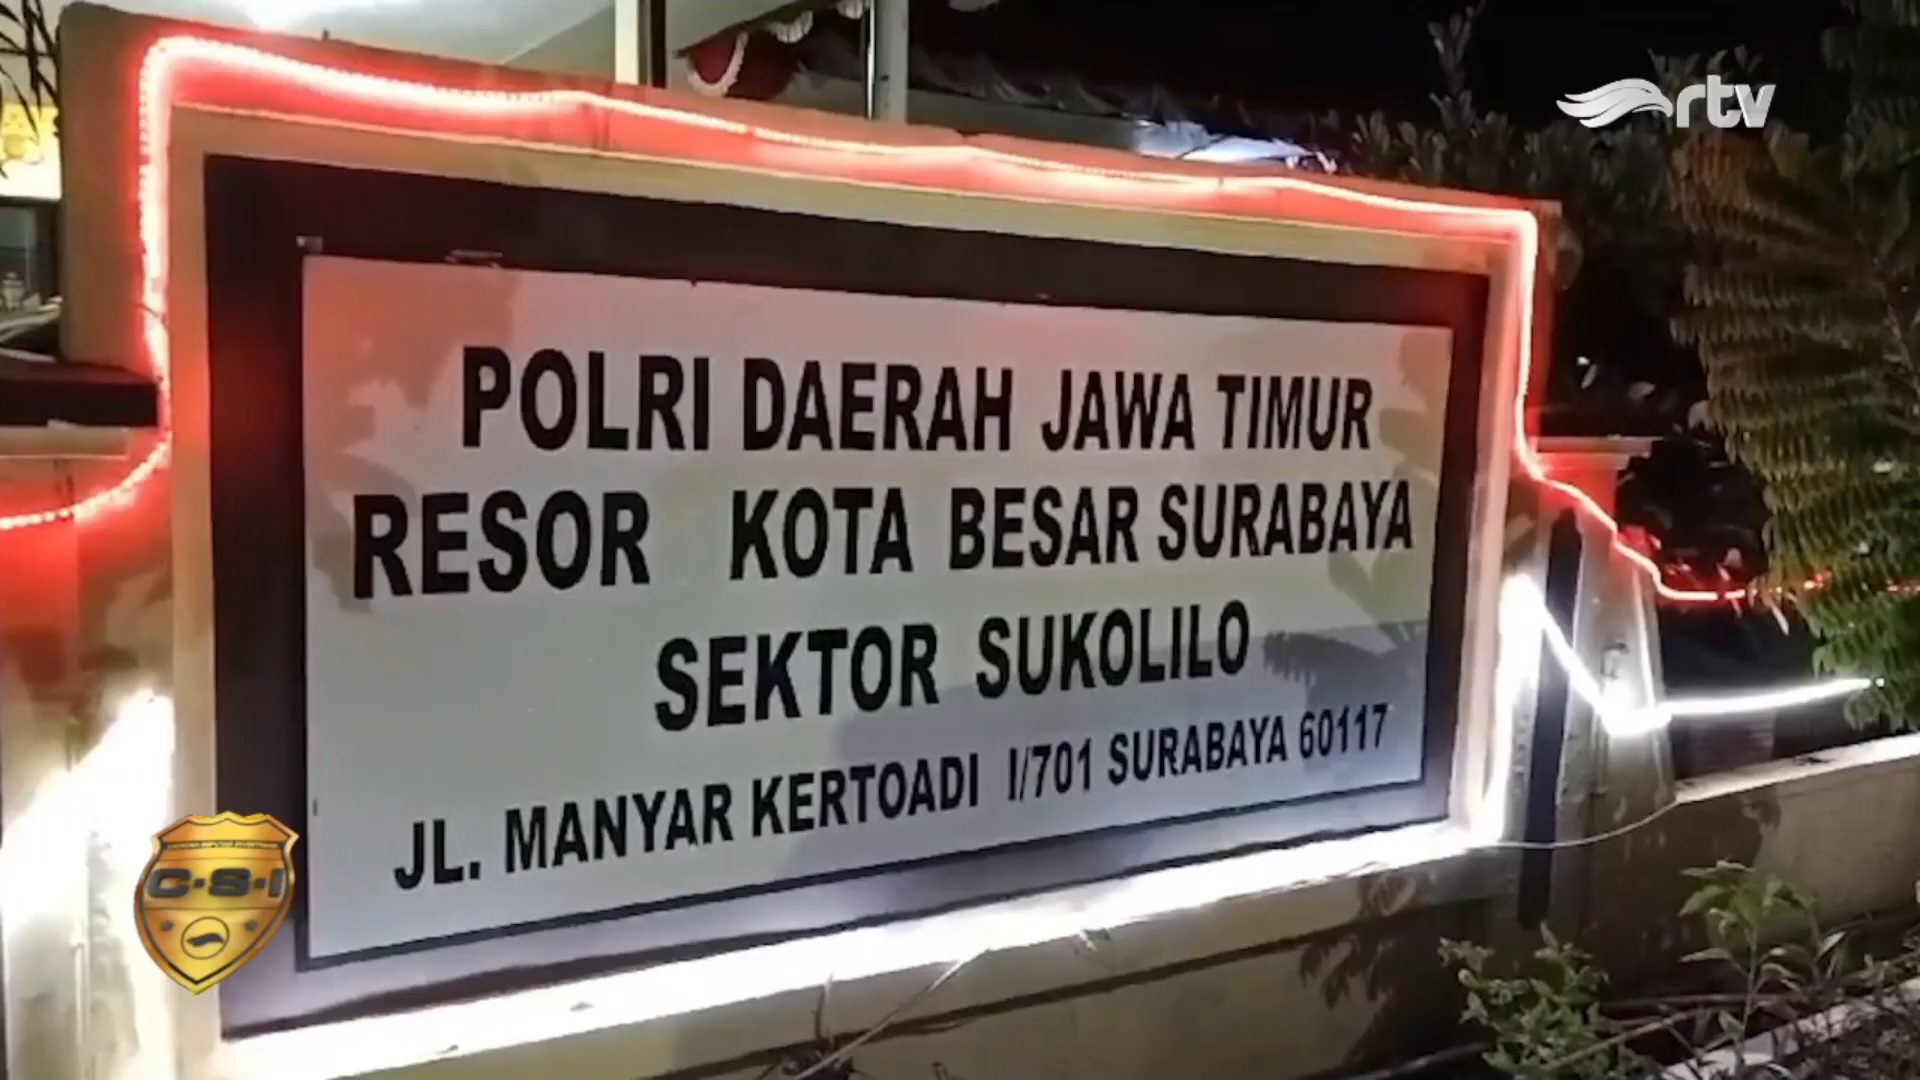 rtv
POLRI DAERAH JAWA TIMUR
RESOR KOTA BESAR SURABAYA
SEKTOR SUKOLILO
JL. MANYAR KERTOADI I/701 SURABAYA 60117
C·S·I